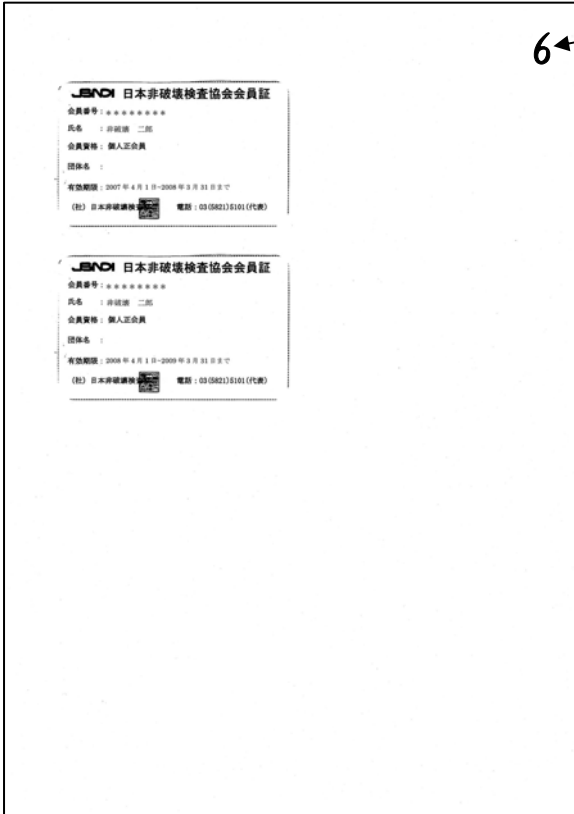 6
JSNDI 日本非破壊検査協会会員証
会員番号：＊＊＊＊＊＊＊＊
氏名　：非破壊　二郎
会員資格：個人正会員
団体名　：
有効期限：2007年4月1日-2008年3月31日まで
(社) 日本非破壊検査　電話：03(5821)5101(代表)
JSNDI 日本非破壊検査協会会員証
会員番号：＊＊＊＊＊＊＊＊
氏名　：非破壊　二郎
会員資格：個人正会員
団体名　：
有効期限：2008年4月1日-2009年3月31日まで
(社) 日本非破壊検査　電話：03(5821)5101(代表)